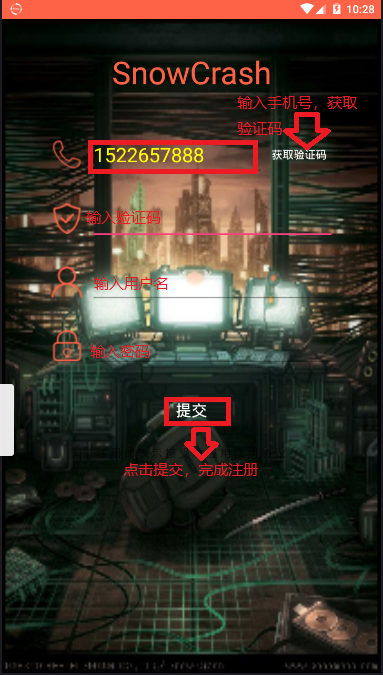 10:28
SnowCrash
输入手机号，获取
验证码
1522657888
获取验证码
输入验证码
输入用户名
输入密码
提交
点击提交，完成注册